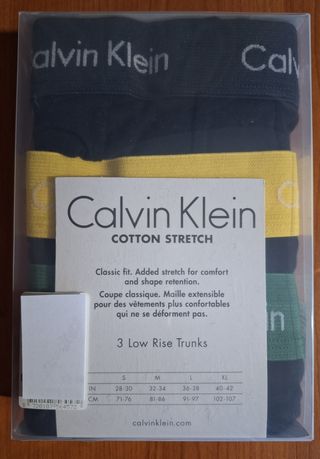 alvin Klein Calv
C
Calvin Klein
COTTON STRETCH
Classic fit. Added stretch for comfort
and shape retention.
Coupe classique. Maille extensible
pour des vêtements plus confortables
qui ne se déforment pas.
in
3 Low Rise Trunks
S M L XL
IN 28-30 32-34 36-38 40-42
CM 71-76 81-86 91-97 102-107
calvinklein.com